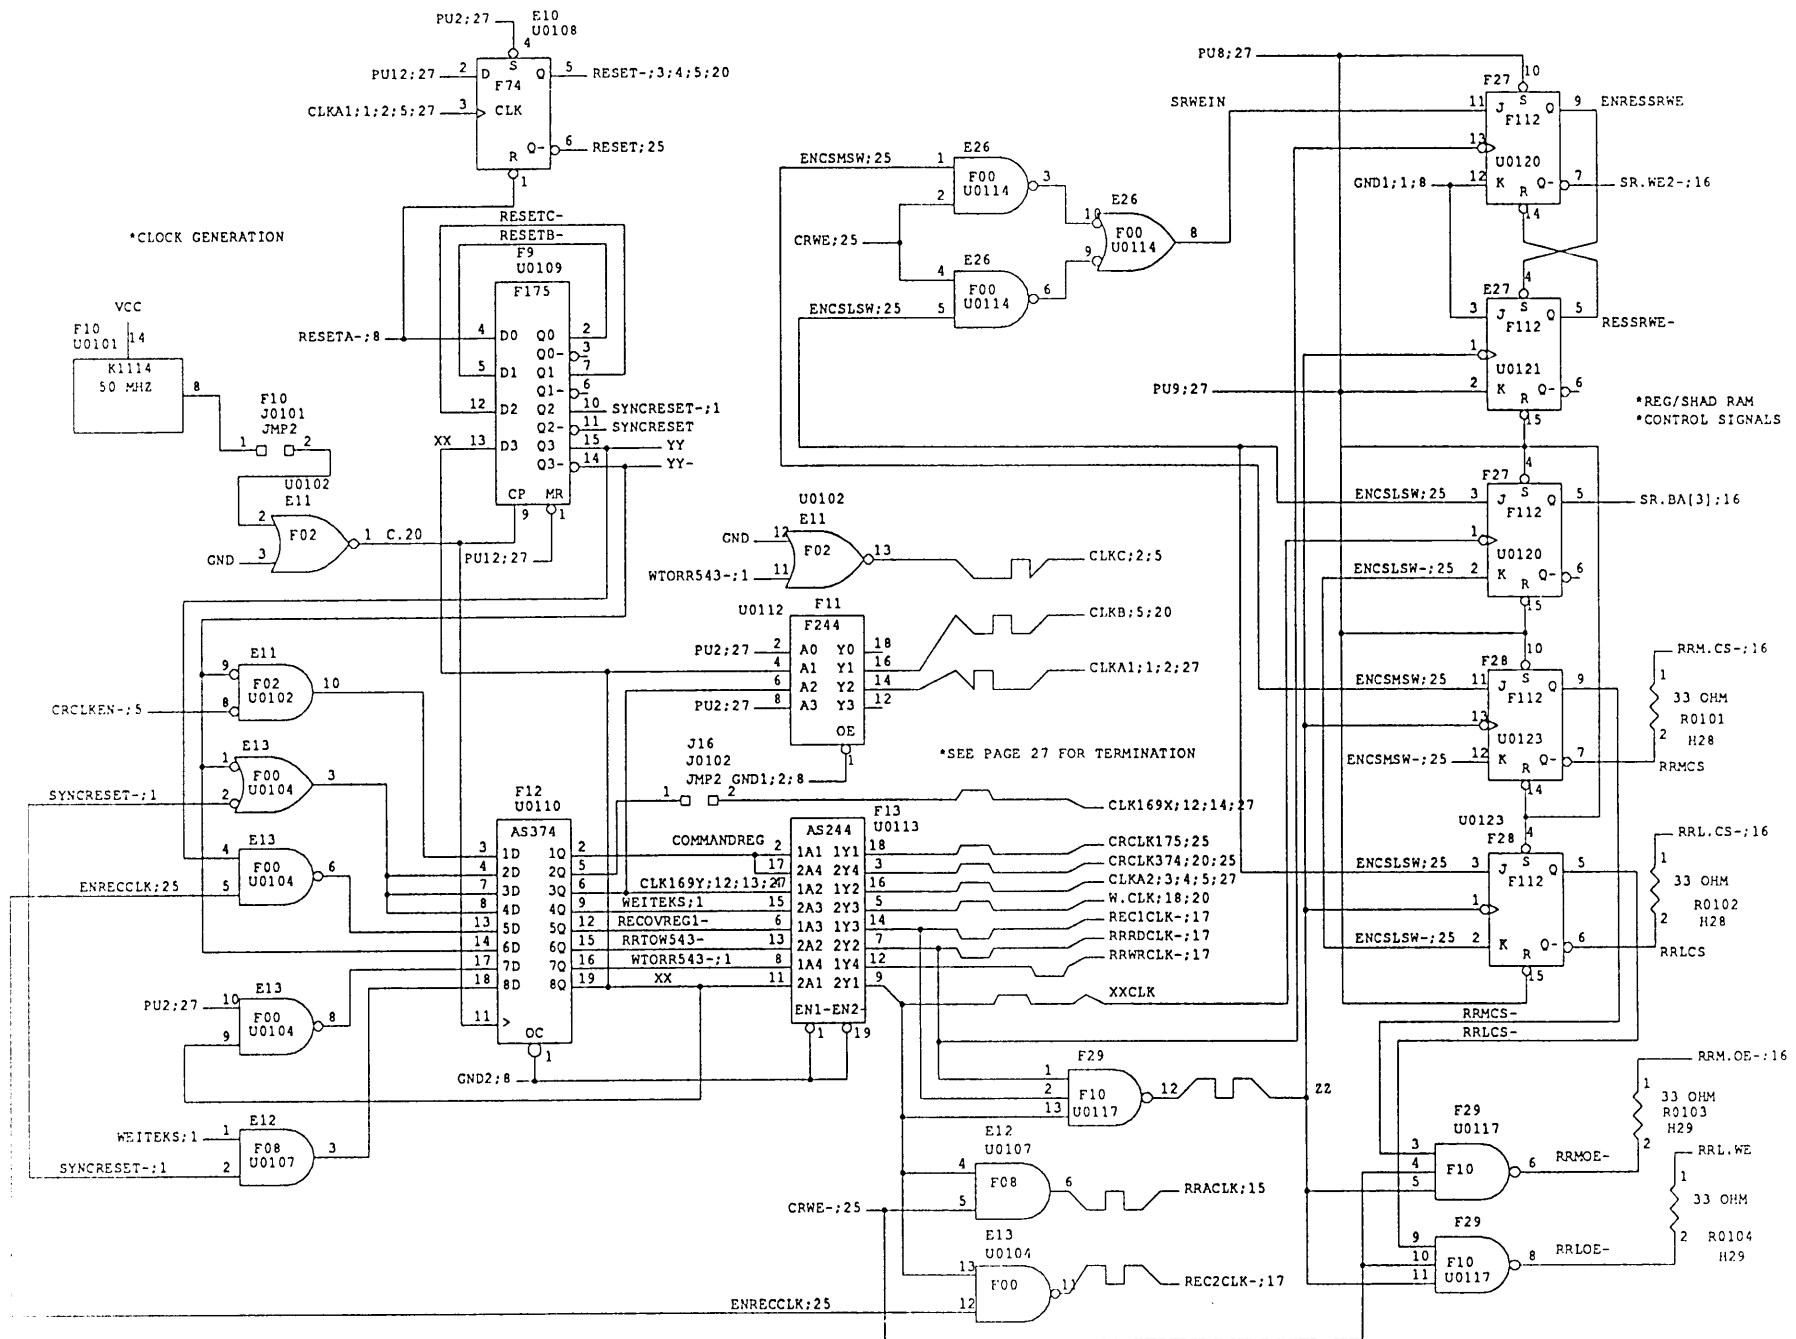 PU2;27
E10
U0108
4
S
PU12;27 2 D Q 5 RESET-;3;4;5;20
F74
CLKA1;1;2;5;27 3 CLK
Q- 6 RESET;25
R
1
RESETC-
RESETB-
*CLOCK GENERATION
F9
U0109
F175
RESETA-;8 4 D0 Q0 2
Q0- 3
5 D1 Q1 7
Q1- 6
12 D2 Q2 10 SYNCRESET-;1
Q2- 11 SYNCRESET
XX 13 D3 Q3 15 YY
Q3- 14 YY-
CP MR
9 1
PU12;27
VCC
F10
U0101
14
K1114
50 MHZ
8
F10
J0101
JMP2
1 2
U0102
E11
2
F02
1 C.20
GND 3
U0102
E11
GND 12
F02
13 CLKC;2;5
WTORR543-;1 11
U0112
F11
F244
PU2;27 2 A0 Y0 18
4 A1 Y1 16 CLKB;5;20
6 A2 Y2 14 CLKA1;1;2;27
PU2;27 8 A3 Y3 12
OE
1
GND1;2;8
*SEE PAGE 27 FOR TERMINATION
J16
J0102
JMP2
1 2
CLK169X;12;14;27
E11
9
F02
U0102
10
CRCLKEN-;5 8
E13
1
F00
U0104
3
SYNCRESET-;1 2
E13
4
F00
U0104
6
ENRECCLK;25 5
E13
PU2;27 10
F00
U0104
8
9
E12
WEITEKS;1 1
F08
U0107
3
SYNCRESET-;1 2
F12
U0110
AS374
3 1D 1Q 2
4 2D 2Q 5
7 3D 3Q 6
8 4D 4Q 9
13 5D 5Q 12
14 6D 6Q 15
17 7D 7Q 16
18 8D 8Q 19
11
OC
1
GND2;8
COMMANDREG
CLK169Y;12;13;27
WEITEKS;1
RECOVREG1-
RRTOW543-
WTORR543-;1
XX
F13
U0113
AS244
2 1A1 1Y1 18 CRCLK175;25
17 2A4 2Y4 3 CRCLK374;20;25
4 1A2 1Y2 16 CLKA2;3;4;5;27
15 2A3 2Y3 5 W.CLK;18;20
6 1A3 1Y3 14 REC1CLK-;17
13 2A2 2Y2 7 RRRDCLK-;17
8 1A4 1Y4 12 RRWRCLK-;17
11 2A1 2Y1 9 XXCLK
EN1- EN2-
1 19
F29
1
2
F10
12 ZZ
13
U0117
E12
U0107
4
F08
6 RRACLK;15
CRWE-;25 5
E13
U0104
13
F00
11 REC2CLK-;17
ENRECCLK;25 12
ENCSMSW;25 1
E26
F00
U0114
3
2
CRWE;25
E26
4
F00
U0114
6
ENCSLSW;25 5
E26
10
F00
U0114
8
9
SRWEIN
PU8;27
F27
10
S
11 J Q 9 ENRESSRWE
F112
13
U0120
GND1;1;8 12 K Q- 7 SR.WE2-;16
R
14
E27
4
S
3 J Q 5 RESSRWE-
F112
1
U0121
PU9;27 2 K Q- 6
R
15
*REG/SHAD RAM
*CONTROL SIGNALS
F27
4
S
ENCSLSW;25 3 J Q 5 SR.BA[3];16
F112
1
U0120
ENCSLSW-;25 2 K Q- 6
R
15
F28
10
S
ENCSMSW;25 11 J Q 9
F112
13
U0123
ENCSMSW-;25 12 K Q- 7 RRMCS
R
14
RRM.CS-;16
1
33 OHM
R0101
2
H28
U0123
F28
4
S
ENCSLSW;25 3 J Q 5
F112
1
ENCSLSW-;25 2 K Q- 6 RRLCS
R
15
RRL.CS-;16
1
33 OHM
R0102
2
H28
RRMCS-
RRLCS-
F29
U0117
3
4
F10
6 RRMOE-
5
RRM.OE-;16
1
33 OHM
R0103
H29
2
F29
9
10
F10
8 RRLOE-
11
U0117
RRL.WE
1
33 OHM
2
R0104
H29